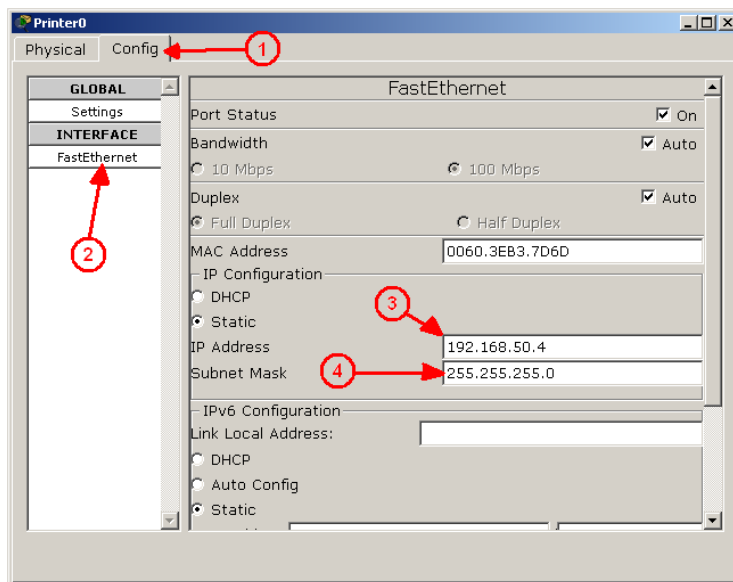 Printer0
Physical Config 1
GLOBAL
Settings
INTERFACE
FastEthernet
2
FastEthernet
Port Status On
Bandwidth Auto
10 Mbps 100 Mbps
Duplex Auto
Full Duplex Half Duplex
MAC Address 0060.3EB3.7D6D
IP Configuration
DHCP
3
Static
IP Address 192.168.50.4
Subnet Mask 4 255.255.255.0
IPv6 Configuration
Link Local Address:
DHCP
Auto Config
Static